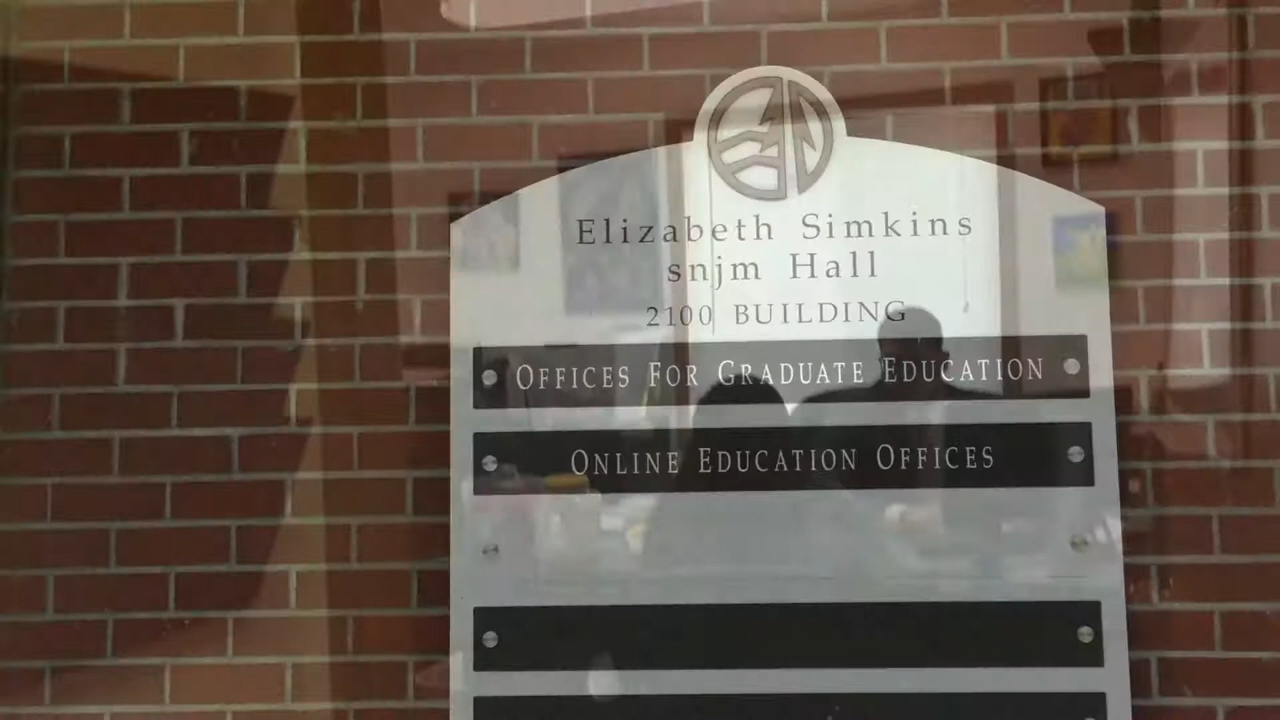 Elizabeth Simkins
snjm Hall
2100 BUILDING
OFFICES FOR GRADUATE EDUCATION
ONLINE EDUCATION OFFICES